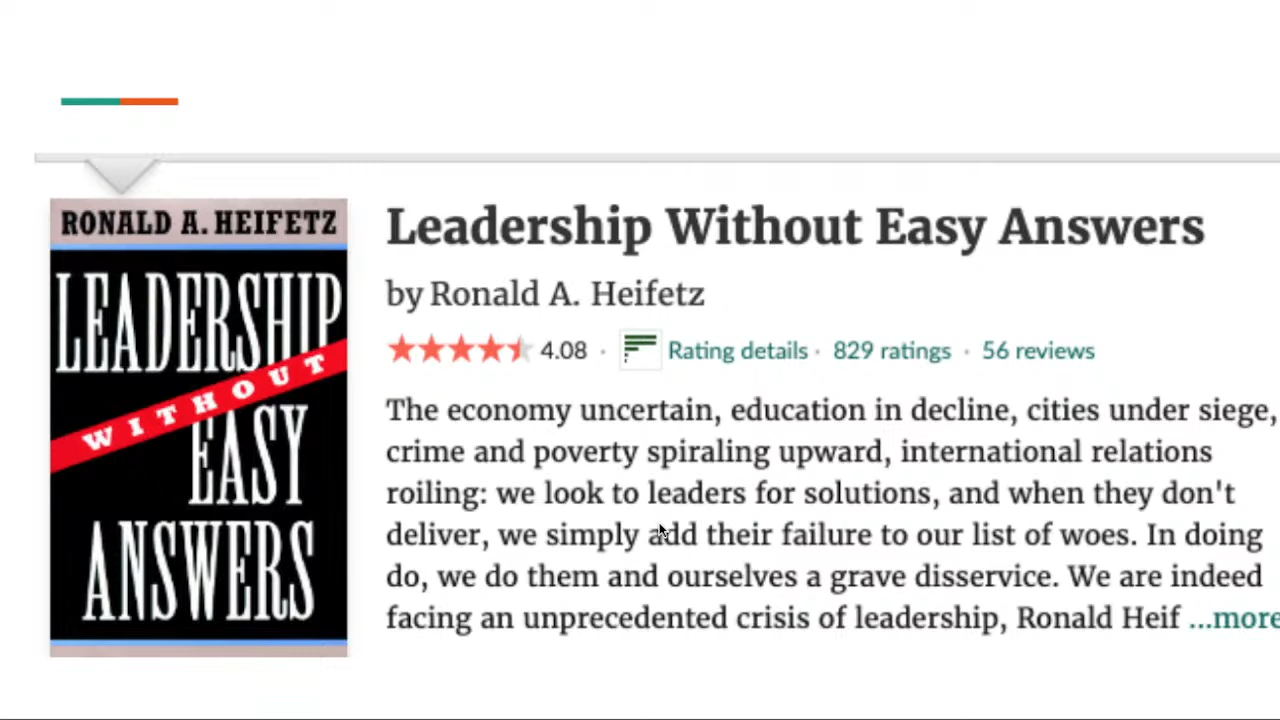 RONALD A. HEIFETZ
LEADERSHIP
WITHOUT
EASY
ANSWERS
Leadership Without Easy Answers
by Ronald A. Heifetz
4.08 · Rating details · 829 ratings · 56 reviews
The economy uncertain, education in decline, cities under siege,
crime and poverty spiraling upward, international relations
roiling: we look to leaders for solutions, and when they don't
deliver, we simply add their failure to our list of woes. In doing
do, we do them and ourselves a grave disservice. We are indeed
facing an unprecedented crisis of leadership, Ronald Heif ...more